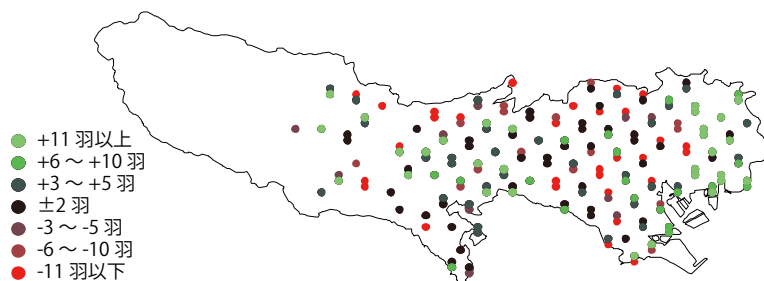 +11 羽以上
+6 ～ +10 羽
+3 ～ +5 羽
±2 羽
-3 ～ -5 羽
-6 ～ -10 羽
-11 羽以下